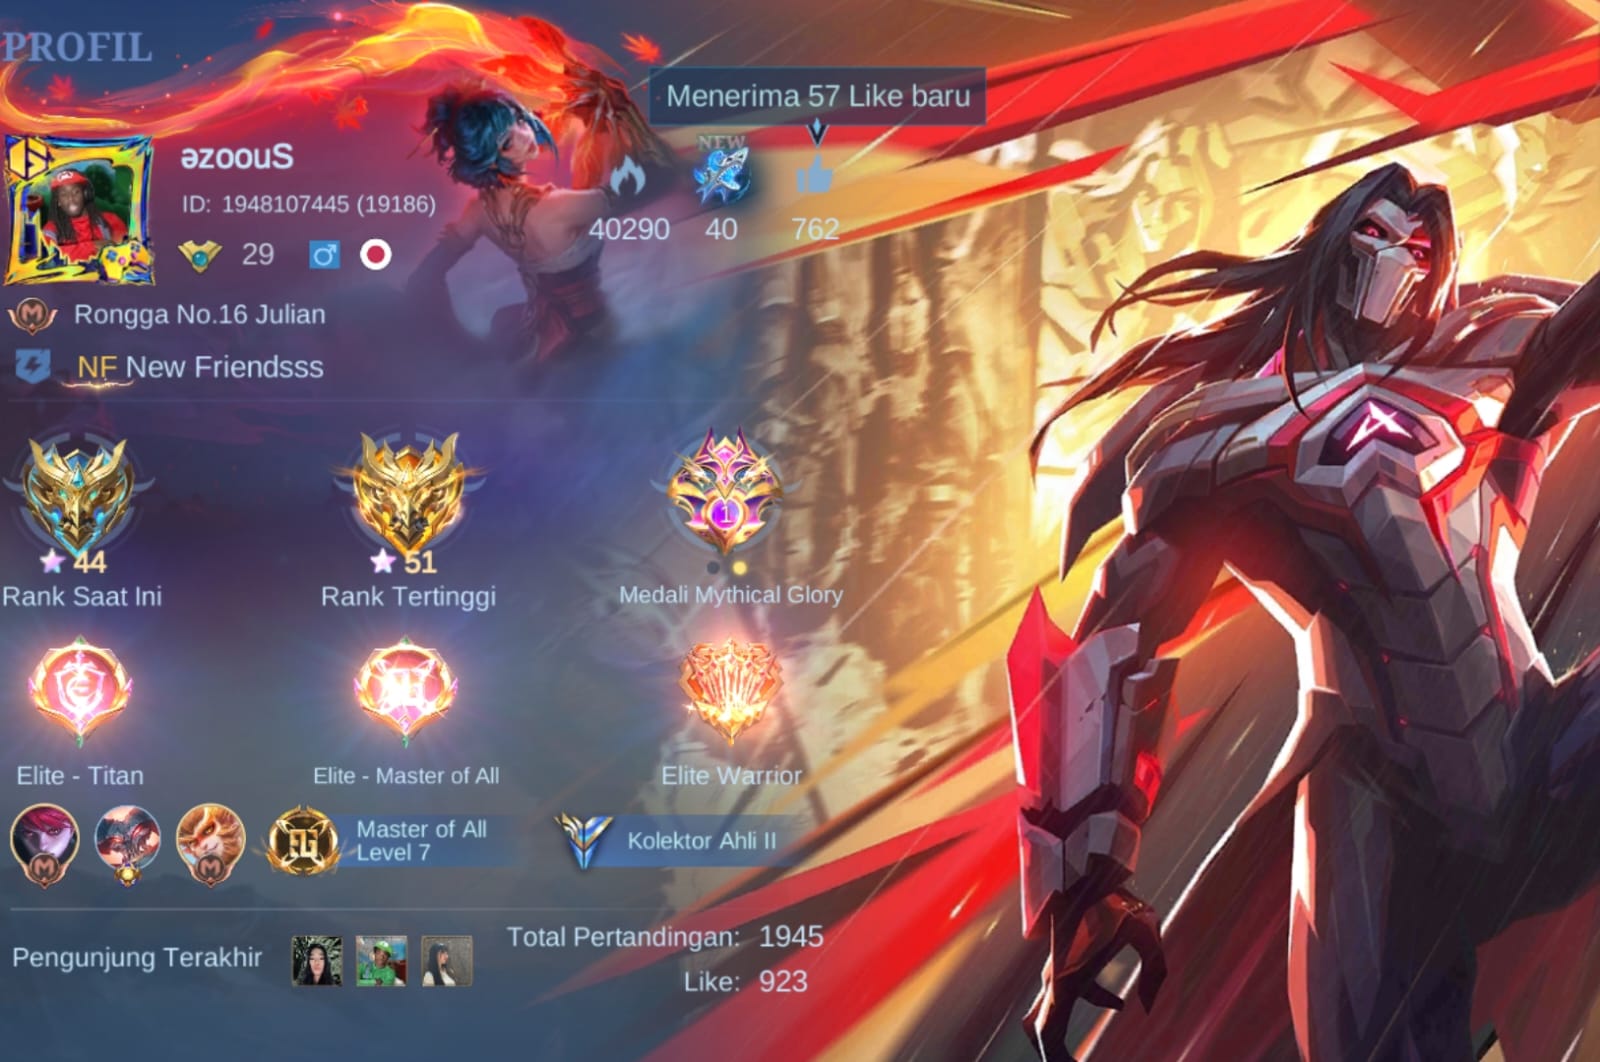 PROFIL
Menerima 57 Like baru
NEW
ǝzoouS
ID: 1948107445 (19186)
40290
40
762
29
Rongga No.16 Julian
NF New Friendsss
1
44
51
Rank Saat Ini
Rank Tertinggi
Medali Mythical Glory
Elite - Titan
Elite - Master of All
Elite Warrior
Master of All
Level 7
Kolektor Ahli II
Pengunjung Terakhir
Total Pertandingan: 1945
Like: 923